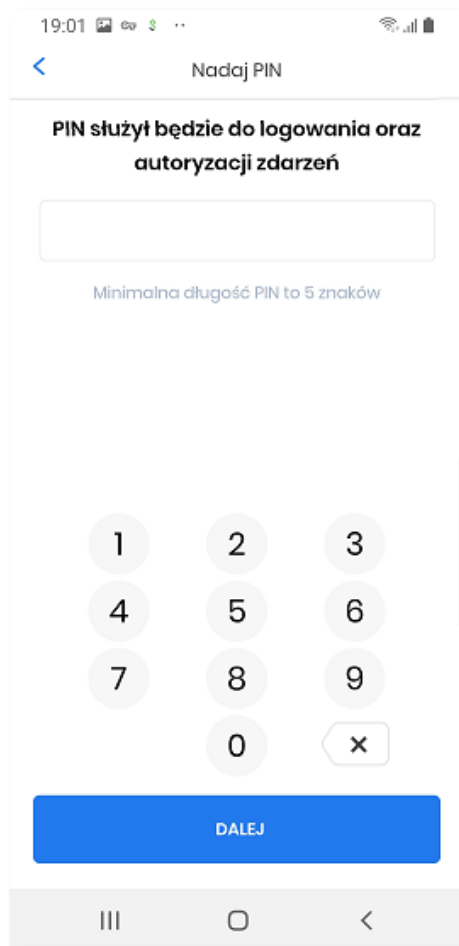 19:01
Nadaj PIN
PIN służył będzie do logowania oraz
autoryzacji zdarzeń
Minimalna długość PIN to 5 znaków
1 2 3
4 5 6
7 8 9
0
DALEJ